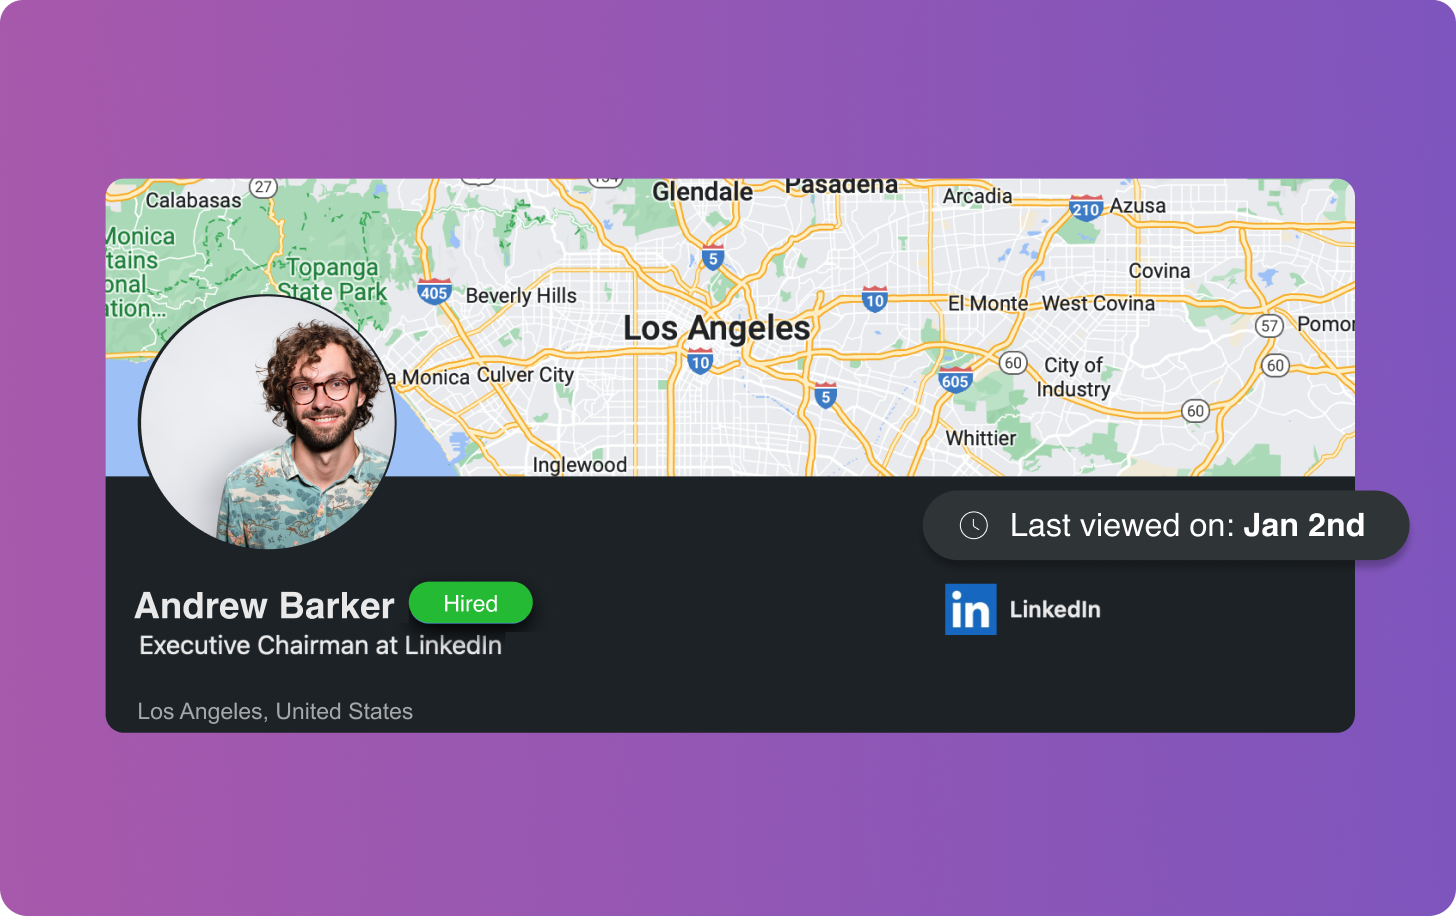 Glendale
Pasadena
Arcadia
27
Calabasas
210
Azusa
Monica
tains
onal
ation...
Topanga
State Park
5
Covina
405
Beverly Hills
10
El Monte
West Covina
Los Angeles
57
Pomor
10
60
City of
Industry
60
a Monica
Culver City
605
5
60
Whittier
Inglewood
Last viewed on: Jan 2nd
Andrew Barker
Hired
Executive Chairman at LinkedIn
in
LinkedIn
Los Angeles, United States